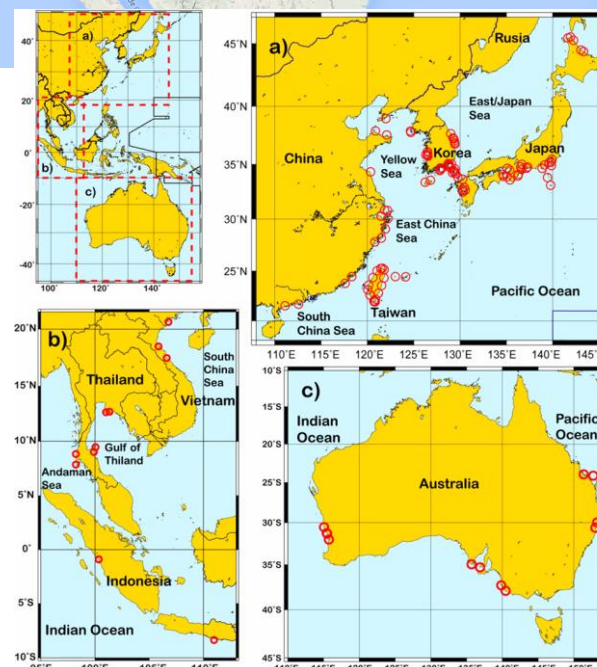 a)
b)
c)
40°
20°
0°
-20°
-40°
100°
120°
140°
a)
45°N
40°N
35°N
30°N
25°N
Rusia
East/Japan
Sea
China
Yellow
Sea
Korea
Japan
East China
Sea
Pacific Ocean
Taiwan
South
China Sea
110°E
115°E
120°E
125°E
130°E
135°E
140°E
b)
20°N
15°N
10°N
5°N
0°
5°S
10°S
South
China
Sea
Thailand
Vietnam
Gulf of
Thiland
Andaman
Sea
Indonesia
Indian Ocean
c)
10°S
15°S
20°S
25°S
30°S
35°S
40°S
45°S
Indian
Ocean
Pacific
Ocean
Australia